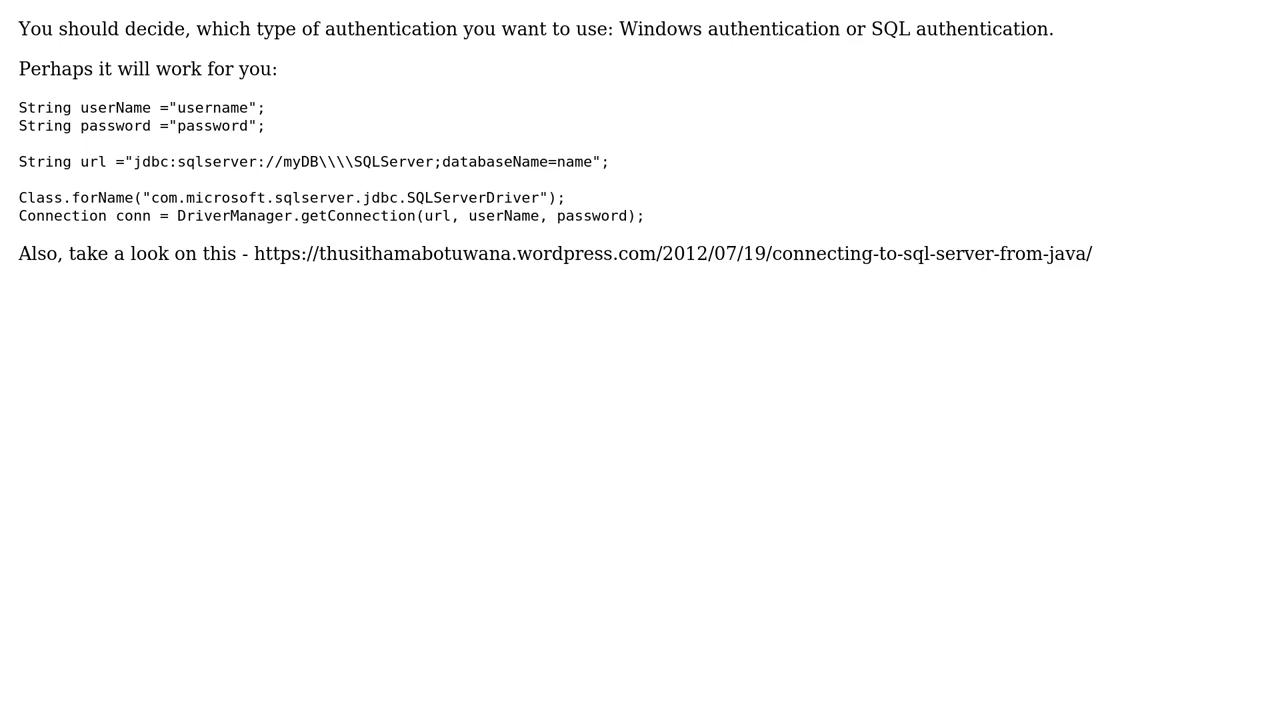 You should decide, which type of authentication you want to use: Windows authentication or SQL authentication.
Perhaps it will work for you:
String userName ="username";
String password ="password";
String url ="jdbc:sqlserver://myDB\\\\SQLServer;databaseName=name";
Class.forName("com.microsoft.sqlserver.jdbc.SQLServerDriver");
Connection conn = DriverManager.getConnection(url, userName, password);
Also, take a look on this - https://thusithamabotuwana.wordpress.com/2012/07/19/connecting-to-sql-server-from-java/